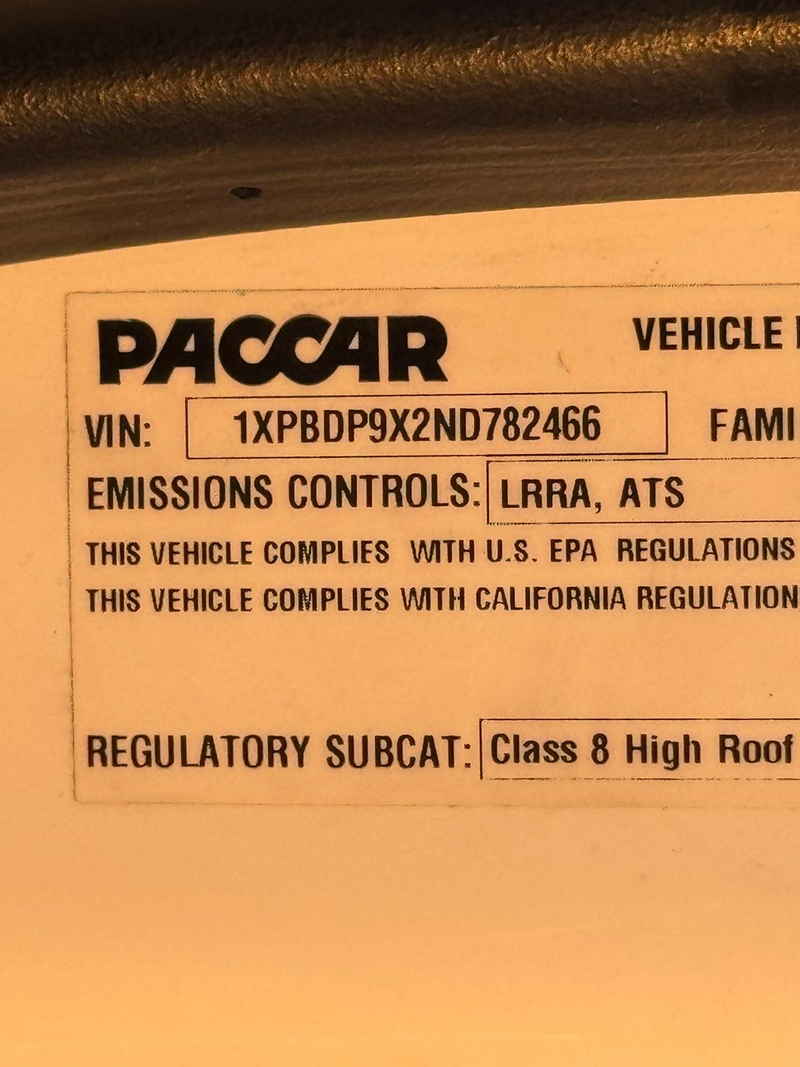 PACCAR VEHICLE
VIN: 1XPBDP9X2ND782466 FAMI
EMISSIONS CONTROLS: LRRA, ATS
THIS VEHICLE COMPLIES WITH U.S. EPA REGULATIONS
THIS VEHICLE COMPLIES WITH CALIFORNIA REGULATION
REGULATORY SUBCAT: Class 8 High Roof